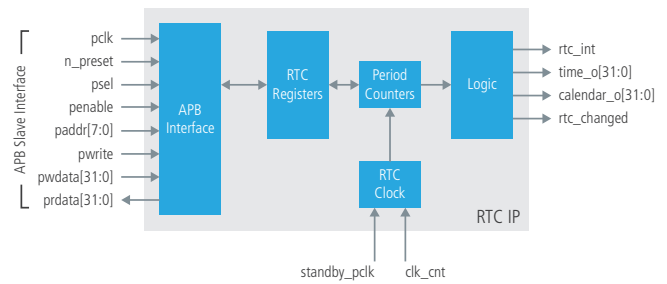 APB Slave Interface
pclk
n_preset
psel
penable
paddr[7:0]
pwrite
pwdata[31:0]
prdata[31:0]
APB
Interface
RTC
Registers
Period
Counters
RTC
Clock
Logic
rtc_int
time_o[31:0]
calendar_o[31:0]
rtc_changed
RTC IP
standby_pclk
clk_cnt